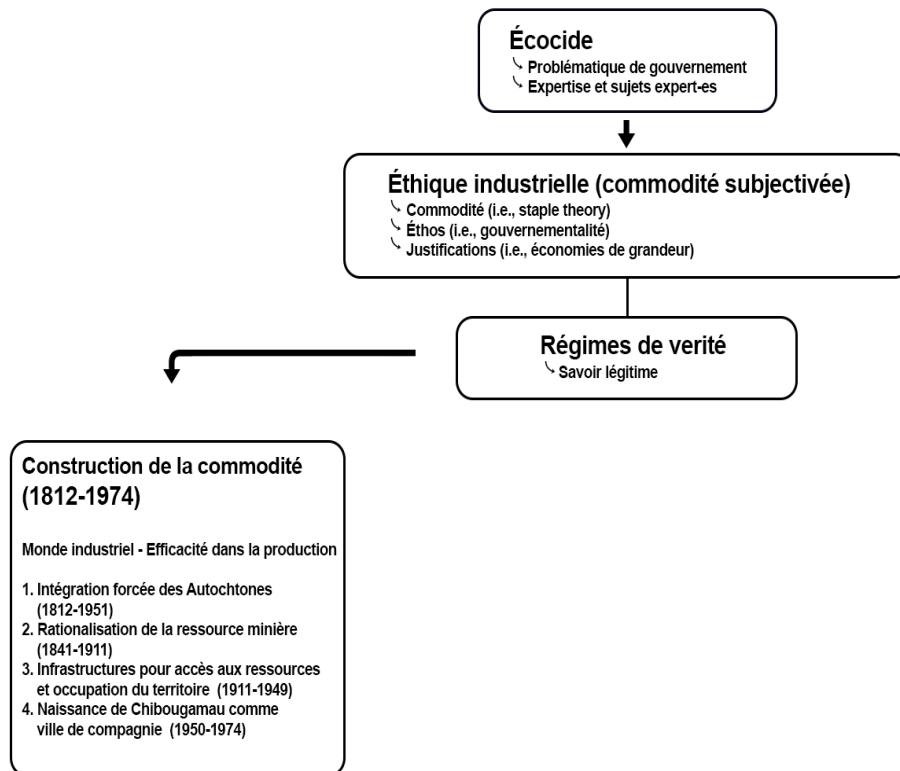 Écocide
Problématique de gouvernement
Expertise et sujets expert-es
Éthique industrielle (commodité subjectivée)
Commodité (i.e., staple theory)
Éthos (i.e., gouvernementalité)
Justifications (i.e., économies de grandeur)
Régimes de verité
Savoir légitime
Construction de la commodité
(1812-1974)
Monde industriel - Efficacité dans la production
1. Intégration forcée des Autochtones
(1812-1951)
2. Rationalisation de la ressource minière
(1841-1911)
3. Infrastructures pour accès aux ressources
et occupation du territoire (1911-1949)
4. Naissance de Chibougamau comme
ville de compagnie (1950-1974)